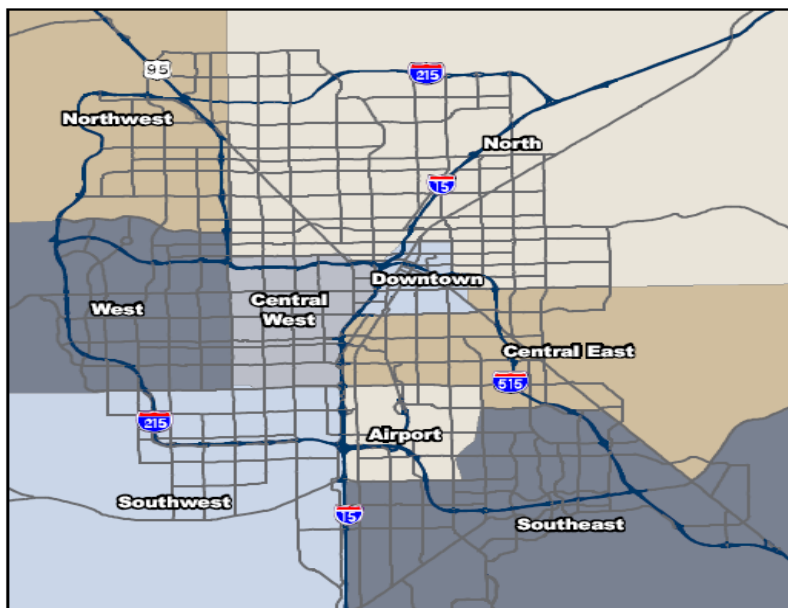 95
215
Northwest
North
15
Downtown
West
Central
West
Central East
515
215
Airport
Southwest
15
Southeast